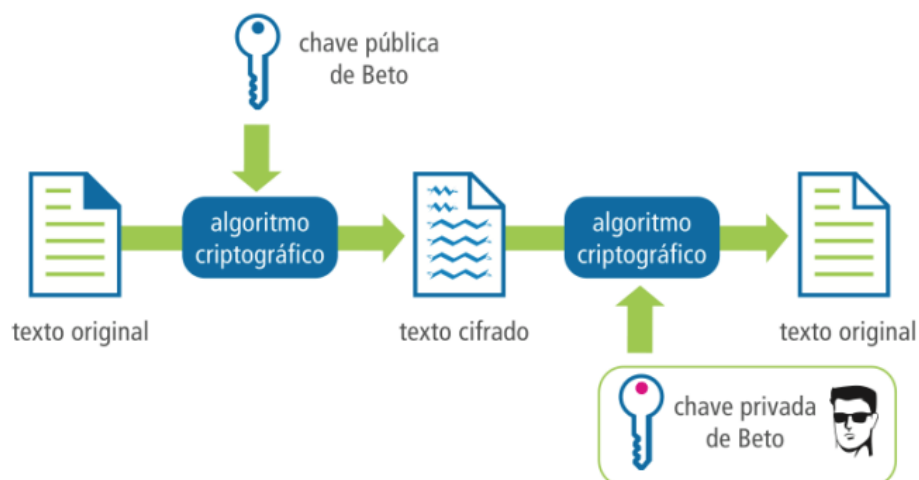 chave pública
de Beto
algoritmo
criptográfico
algoritmo
criptográfico
texto original
texto cifrado
texto original
chave privada
de Beto